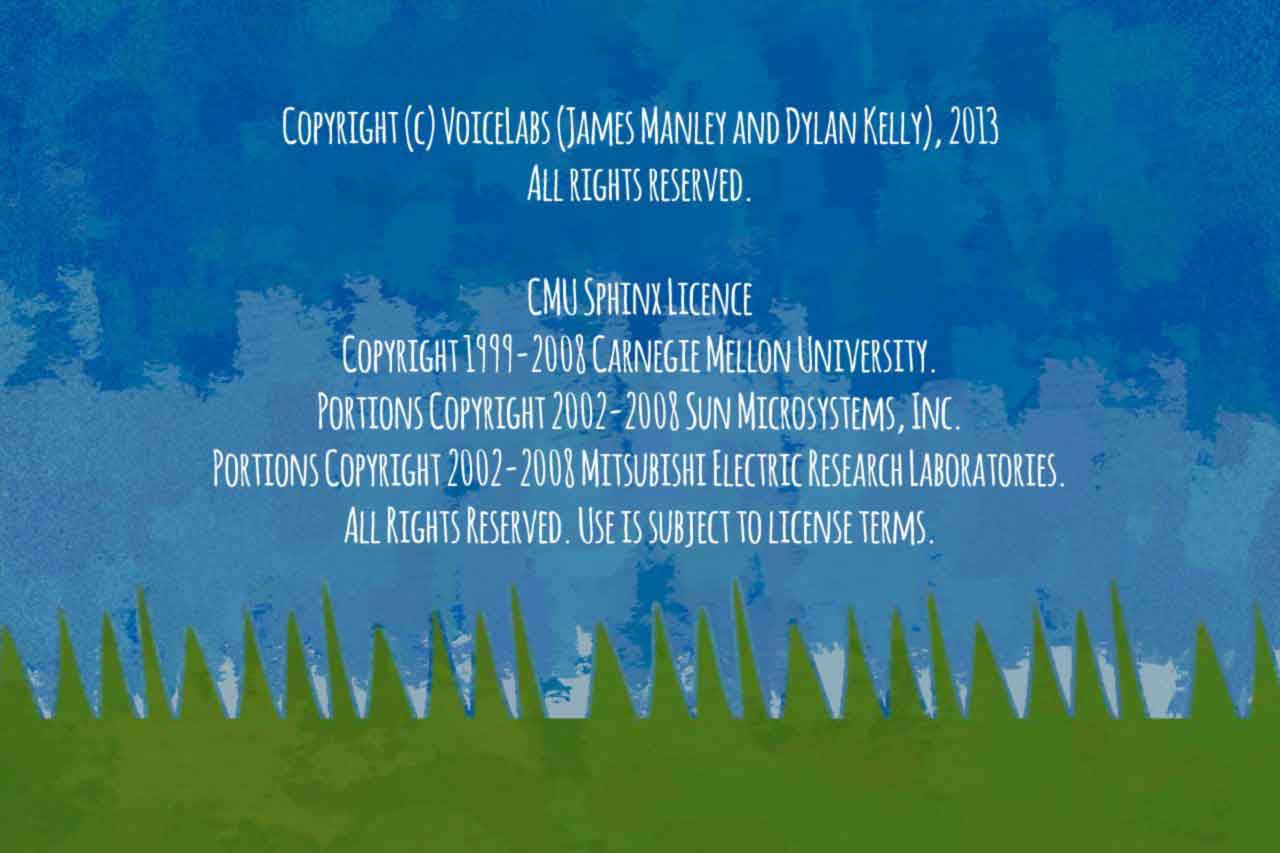 Copyright (c) VoiceLabs (James Manley and Dylan Kelly), 2013
All rights reserved.
CMU Sphinx Licence
Copyright 1999-2008 Carnegie Mellon University.
Portions Copyright 2002-2008 Sun Microsystems, Inc.
Portions Copyright 2002-2008 Mitsubishi Electric Research Laboratories.
All Rights Reserved. Use is subject to license terms.